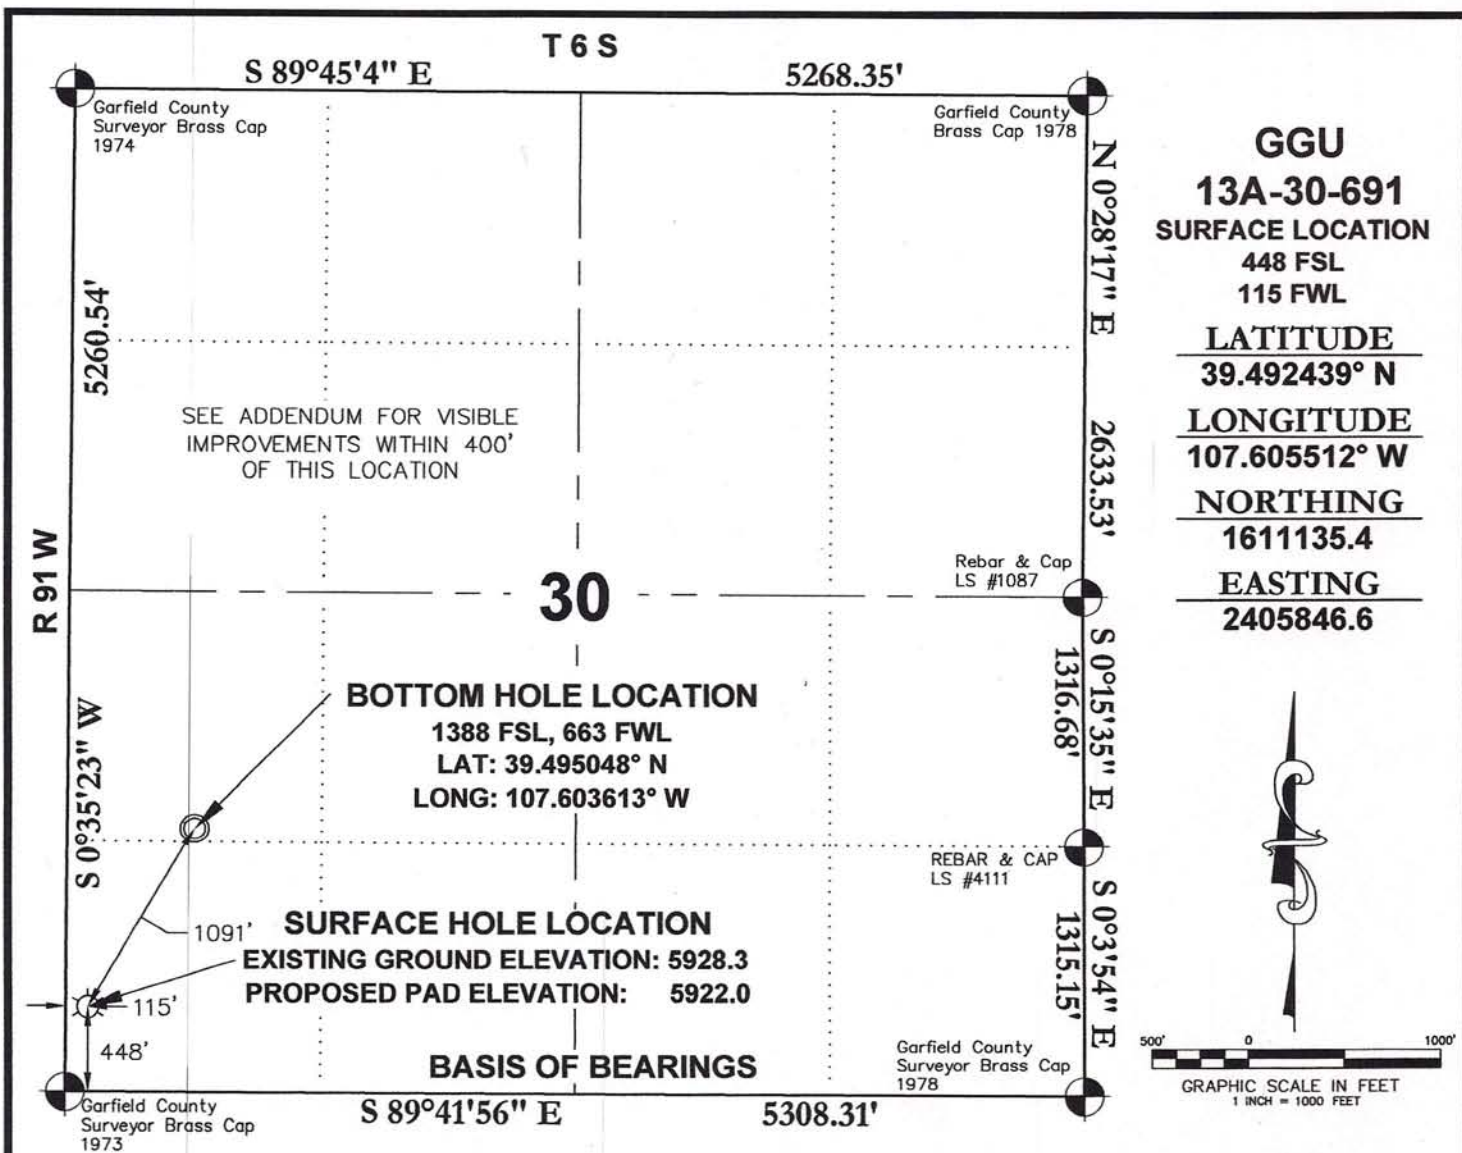 T 6 S
S 89°45'4" E 5268.35'
Garfield County
Surveyor Brass Cap
1974
Garfield County
Brass Cap 1978
N 0°28'17" E 2633.53'
5260.54'
S 0°35'23" W
R 91 W
SEE ADDENDUM FOR VISIBLE
IMPROVEMENTS WITHIN 400'
OF THIS LOCATION
30
Rebar & Cap
LS #1087
S 0°15'35" E
1316.68'
BOTTOM HOLE LOCATION
1388 FSL, 663 FWL
LAT: 39.495048° N
LONG: 107.603613° W
REBAR & CAP
LS #4111
S 0°3'54" E
1315.15'
1091'
SURFACE HOLE LOCATION
EXISTING GROUND ELEVATION: 5928.3
PROPOSED PAD ELEVATION: 5922.0
115'
448'
BASIS OF BEARINGS
S 89°41'56" E 5308.31'
Garfield County
Surveyor Brass Cap
1978
Garfield County
Surveyor Brass Cap
1973
GGU
13A-30-691
SURFACE LOCATION
448 FSL
115 FWL
LATITUDE
39.492439° N
LONGITUDE
107.605512° W
NORTHING
1611135.4
EASTING
2405846.6
500' 0 1000'
GRAPHIC SCALE IN FEET
1 INCH = 1000 FEET